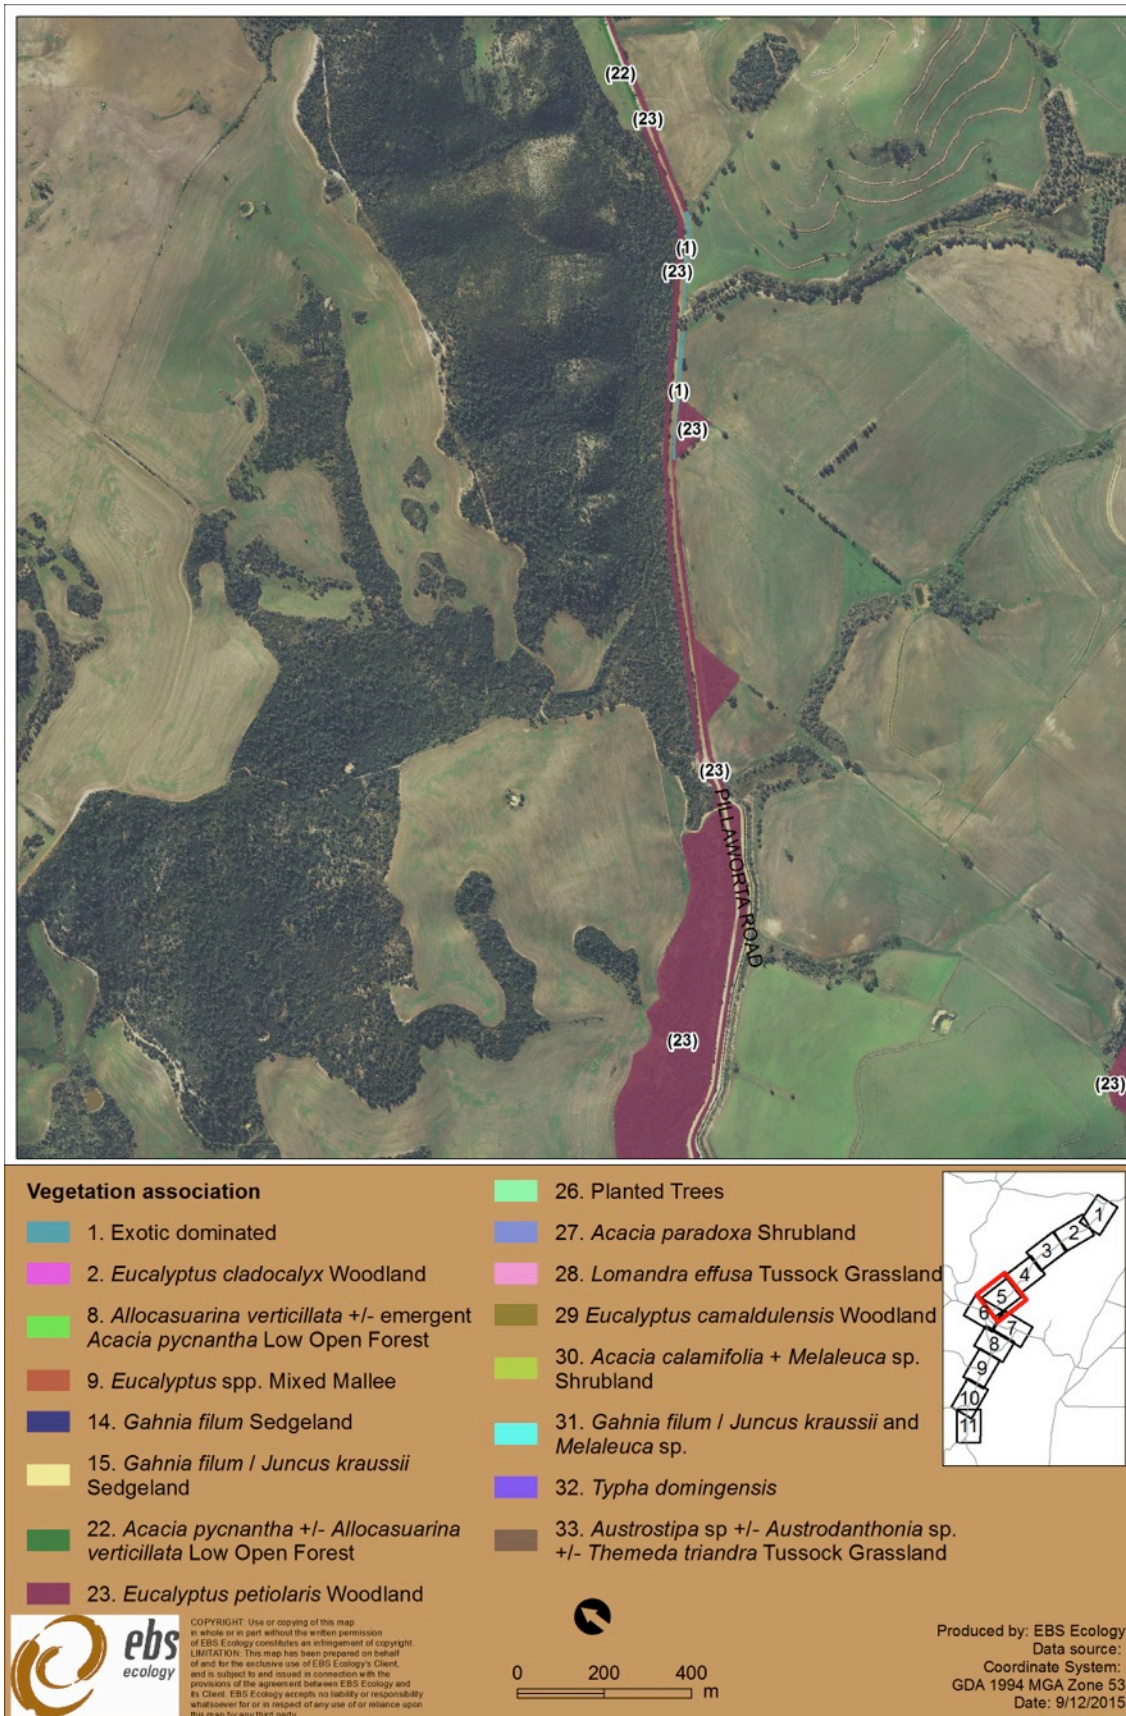 (22)
(23)
(1)
(23)
(1)
(23)
(23)
PILLAWORTA ROAD
(23)
(23)
Vegetation association
1. Exotic dominated
2. Eucalyptus cladocalyx Woodland
8. Allocasuarina verticillata +/- emergent
Acacia pycnantha Low Open Forest
9. Eucalyptus spp. Mixed Mallee
14. Gahnia filum Sedgeland
15. Gahnia filum / Juncus kraussii
Sedgeland
22. Acacia pycnantha +/- Allocasuarina
verticillata Low Open Forest
23. Eucalyptus petiolaris Woodland
26. Planted Trees
27. Acacia paradoxa Shrubland
28. Lomandra effusa Tussock Grassland
29 Eucalyptus camaldulensis Woodland
30. Acacia calamifolia + Melaleuca sp.
Shrubland
31. Gahnia filum / Juncus kraussii and
Melaleuca sp.
32. Typha domingensis
33. Austrostipa sp +/- Austrodanthonia sp.
+/- Themeda triandra Tussock Grassland
1
2
3
4
5
6
7
8
9
10
11
ebs
ecology
COPYRIGHT: Use or copying of this map
in whole or in part without the written permission
of EBS Ecology constitutes an infringement of copyright.
LIMITATION: This map has been prepared on behalf
of and for the exclusive use of EBS Ecology's Client,
and is subject to and issued in connection with the
provisions of the agreement between EBS Ecology and
its Client. EBS Ecology accepts no liability or responsibility
whatsoever for or in respect of any use of or reliance upon
this map by any third party.
0 200 400
m
Produced by: EBS Ecology
Data source:
Coordinate System:
GDA 1994 MGA Zone 53
Date: 9/12/2015